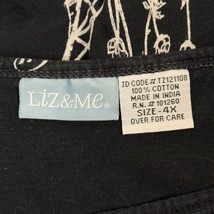 Liz&Me®
ID CODE#:TZ121108
100% COTTON
MADE IN INDIA
R.N.# 101260
SIZE-4X
OVER FOR CARE